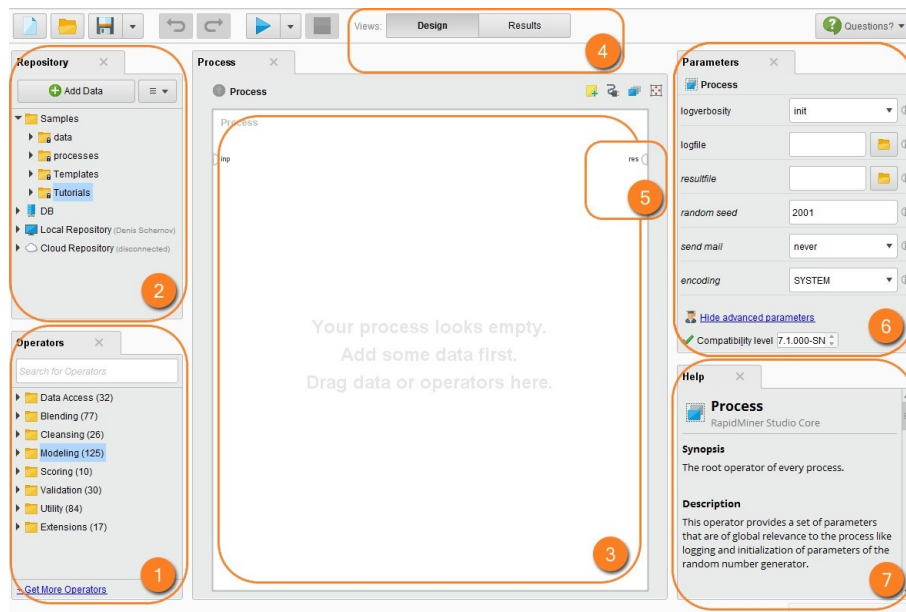 Views:
Design
Results
4
Questions?
Repository
Add Data
Samples
data
processes
Templates
Tutorials
DB
Local Repository (Denis Schernov)
Cloud Repository (disconnected)
2
Operators
Search for Operators
Data Access (32)
Blending (77)
Cleansing (26)
Modeling (125)
Scoring (10)
Validation (30)
Utility (84)
Extensions (17)
Get More Operators
1
Process
Process
Process
inp
res
5
Your process looks empty.
Add some data first.
Drag data or operators here.
3
Parameters
Process
logverbosity
init
logfile
resultfile
random seed
2001
send mail
never
encoding
SYSTEM
Hide advanced parameters
Compatibility level 7.1.000-SN
6
Help
Process
RapidMiner Studio Core
Synopsis
The root operator of every process.
Description
This operator provides a set of parameters
that are of global relevance to the process like
logging and initialization of parameters of the
random number generator.
7